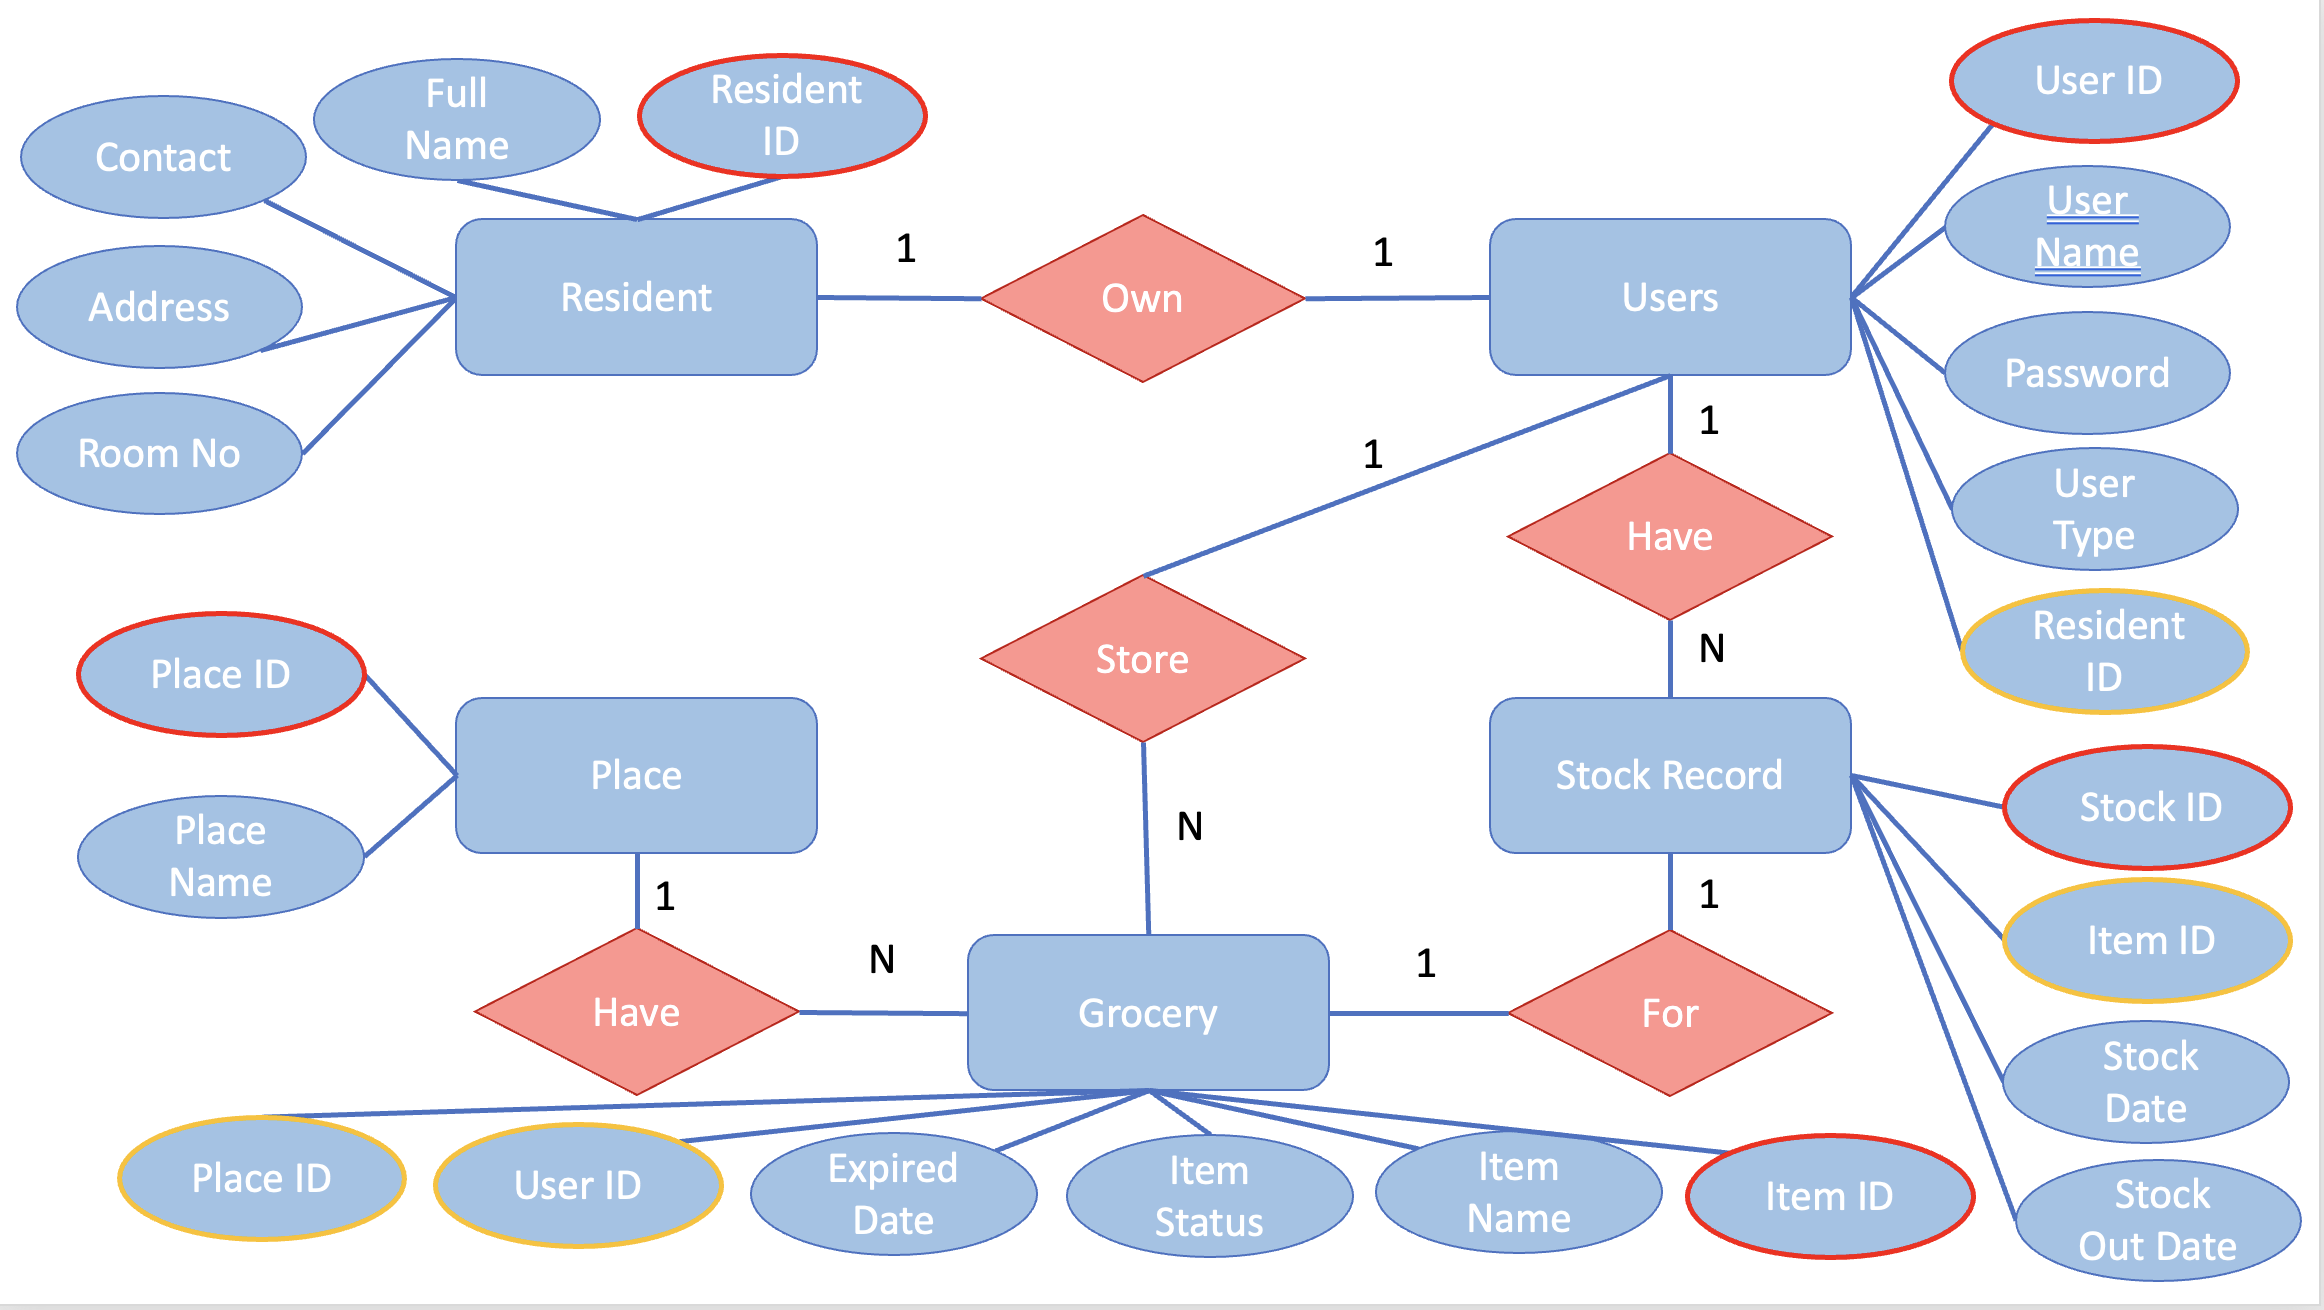 User ID
Full
Name
Resident
ID
Contact
User
Name
Address
Resident
1
Own
1
Users
Password
Room No
1
1
Have
User
Type
Store
N
Resident
ID
Place ID
Place
Stock Record
Stock ID
Place
Name
N
1
1
Item ID
Have
N
Grocery
1
For
Stock
Date
Place ID
User ID
Expired
Date
Item
Status
Item
Name
Item ID
Stock
Out Date